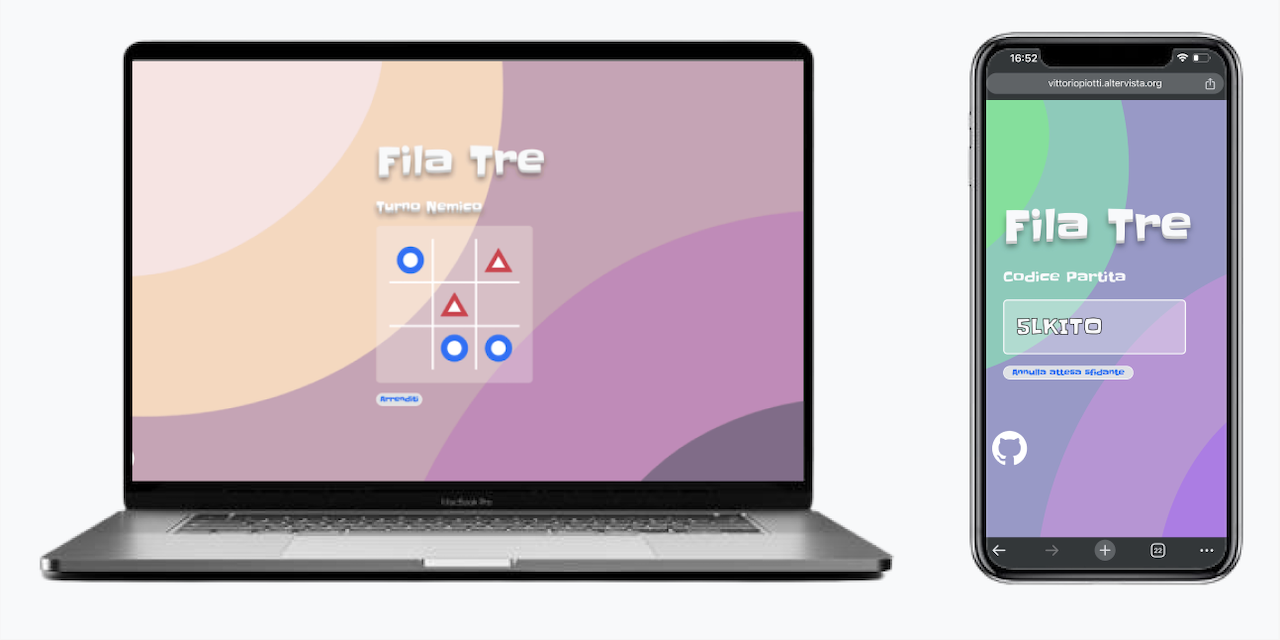 Fila Tre
Turno Nemico
Arrenditi
MacBook Pro
16:52
vittoriopiotti.altervista.org
Fila Tre
Codice Partita
5LKITO
Annulla attesa sfidante
22